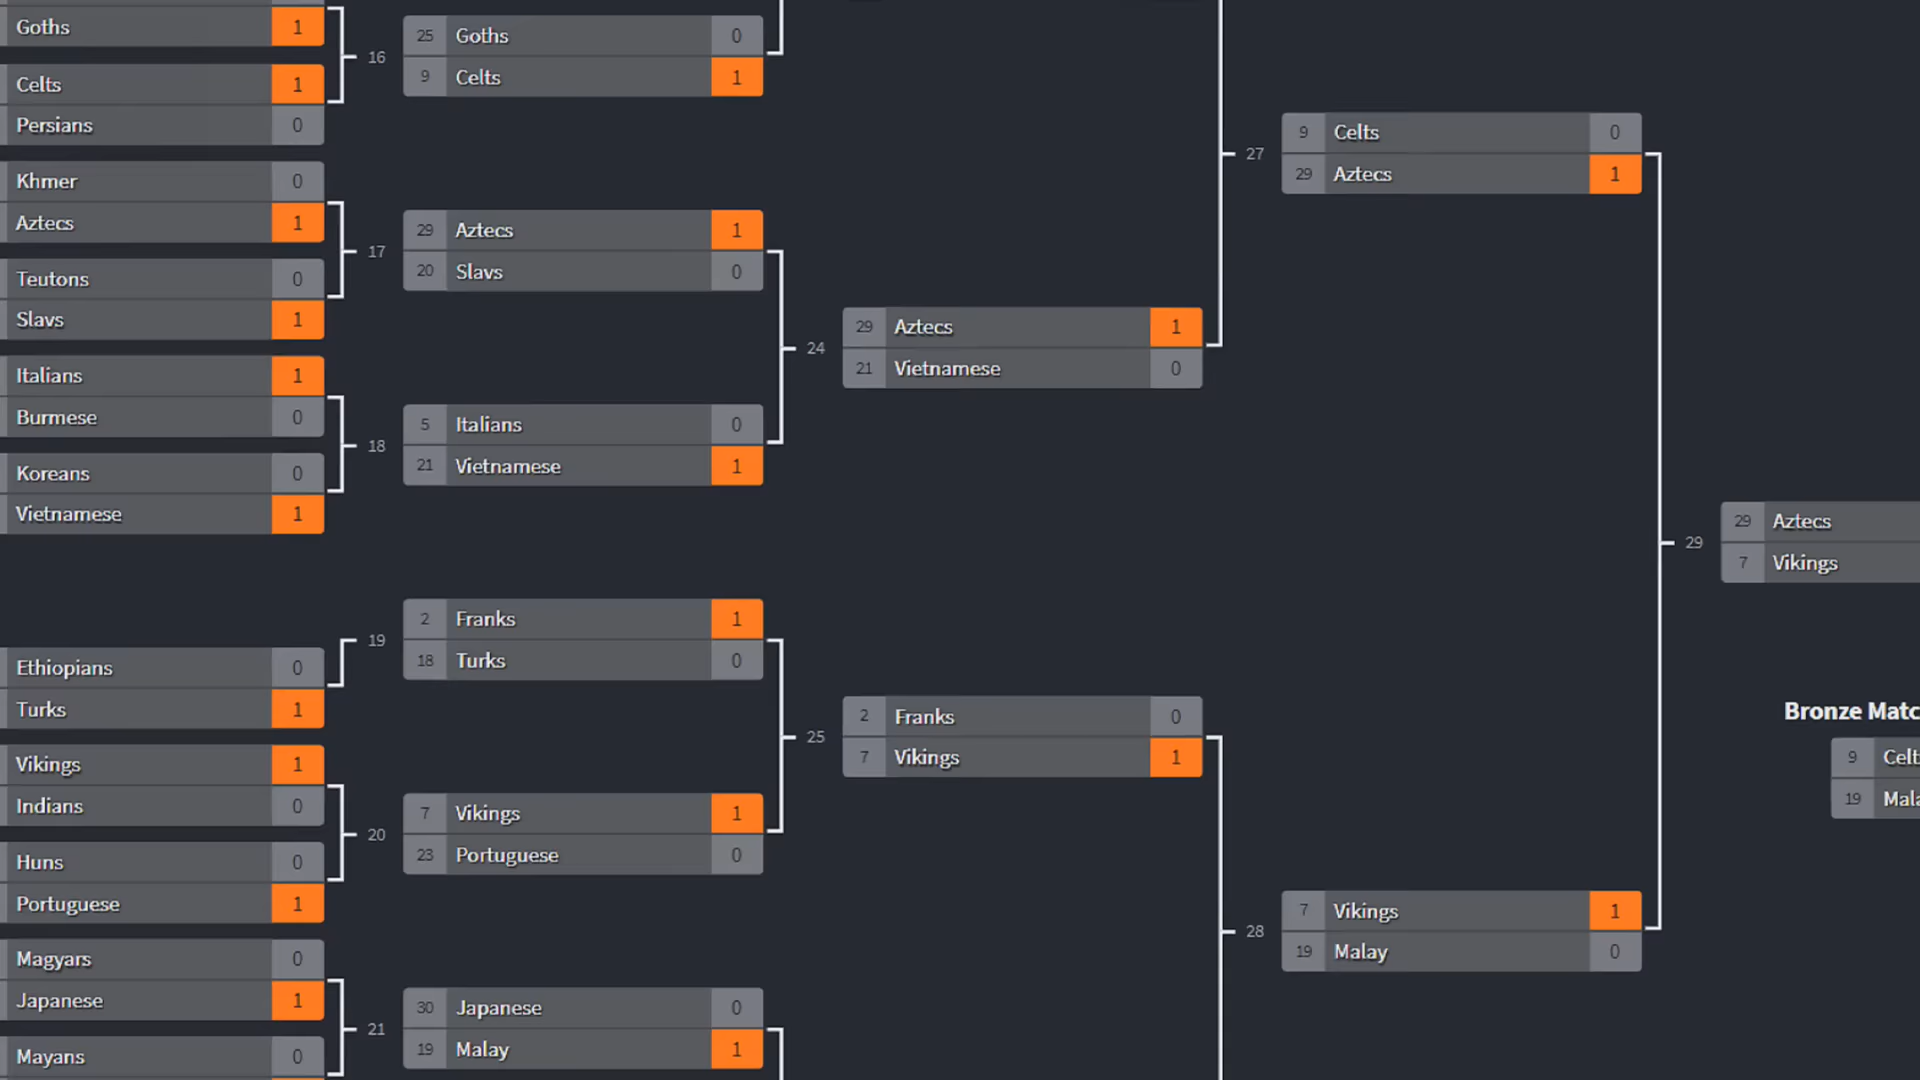 Goths 1
Celts 1
Persians 0
Khmer 0
Aztecs 1
Teutons 0
Slavs 1
Italians 1
Burmese 0
Koreans 0
Vietnamese 1
Ethiopians 0
Turks 1
Vikings 1
Indians 0
Huns 0
Portuguese 1
Magyars 0
Japanese 1
Mayans 0
16
17
18
19
20
21
25 Goths 0
9 Celts 1
29 Aztecs 1
20 Slavs 0
5 Italians 0
21 Vietnamese 1
2 Franks 1
18 Turks 0
7 Vikings 1
23 Portuguese 0
30 Japanese 0
19 Malay 1
24
25
29 Aztecs 1
21 Vietnamese 0
2 Franks 0
7 Vikings 1
27
28
9 Celts 0
29 Aztecs 1
7 Vikings 1
19 Malay 0
29
29 Aztecs
7 Vikings
Bronze Matc
9 Celt
19 Mala